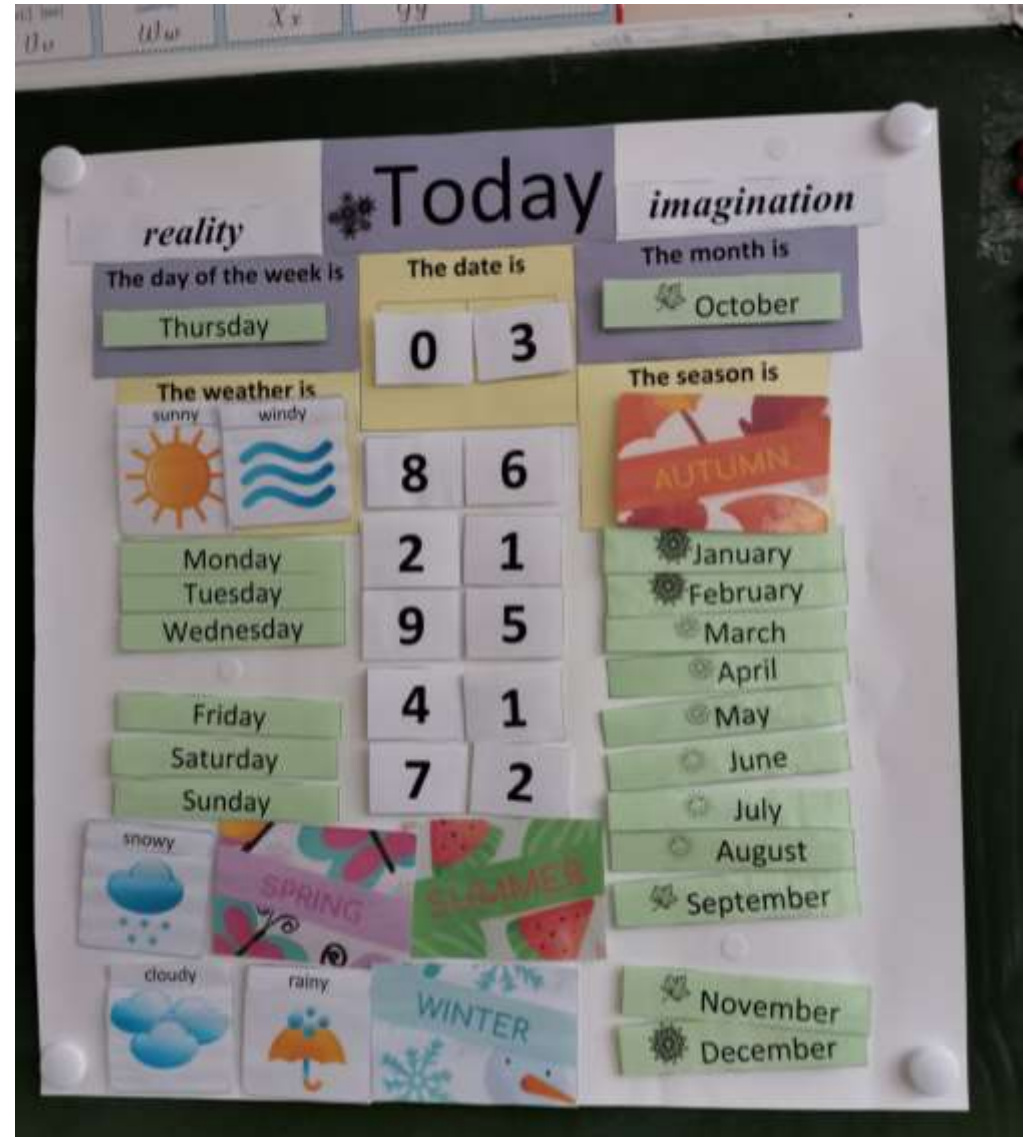 Ww
Xx
Today
reality
imagination
The day of the week is
The date is
The month is
Thursday
0 3
October
The weather is
The season is
sunny windy
AUTUMN
8 6
2 1
9 5
4 1
7 2
Monday
Tuesday
Wednesday
Friday
Saturday
Sunday
January
February
March
April
May
June
July
August
September
November
December
snowy
SPRING
SUMMER
cloudy
rainy
WINTER